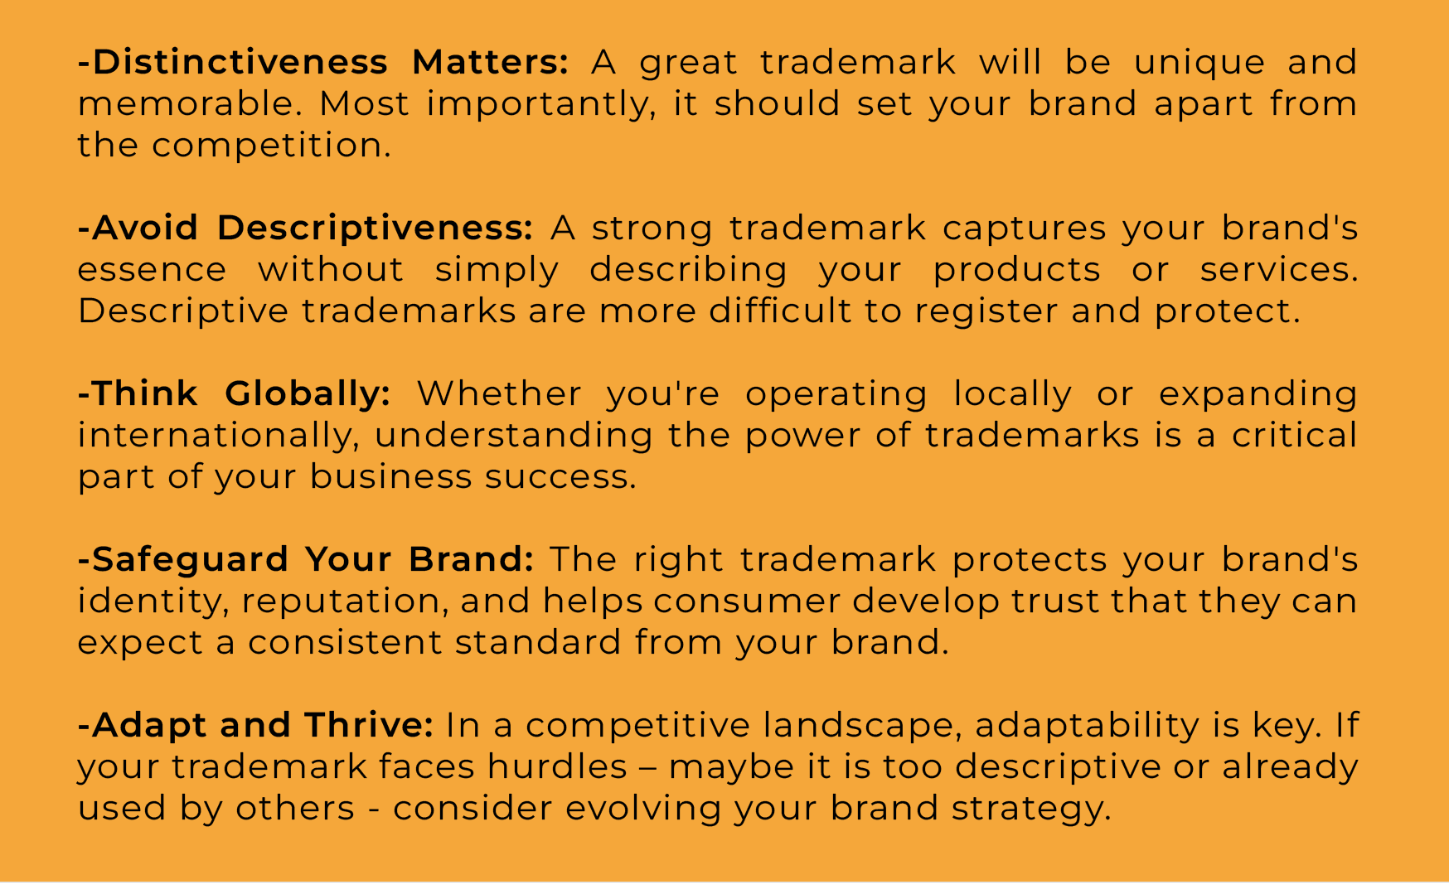 -Distinctiveness Matters: A great trademark will be unique and
memorable. Most importantly, it should set your brand apart from
the competition.
-Avoid Descriptiveness: A strong trademark captures your brand's
essence without simply describing your products or services.
Descriptive trademarks are more difficult to register and protect.
-Think Globally: Whether you're operating locally or expanding
internationally, understanding the power of trademarks is a critical
part of your business success.
-Safeguard Your Brand: The right trademark protects your brand's
identity, reputation, and helps consumer develop trust that they can
expect a consistent standard from your brand.
-Adapt and Thrive: In a competitive landscape, adaptability is key. If
your trademark faces hurdles – maybe it is too descriptive or already
used by others - consider evolving your brand strategy.